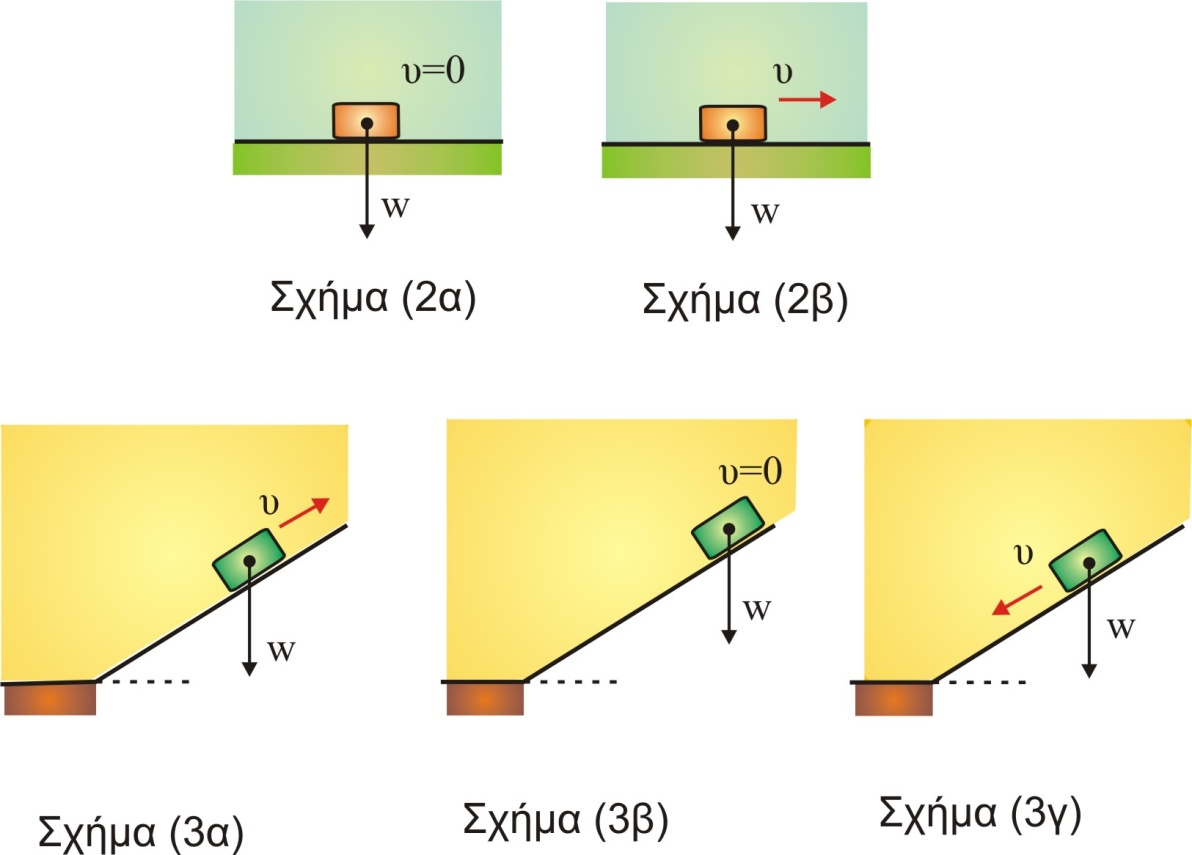 υ=0
υ
w
w
Σχήμα (2α)
Σχήμα (2β)
υ
υ=0
υ
w
w
w
Σχήμα (3α)
Σχήμα (3β)
Σχήμα (3γ)